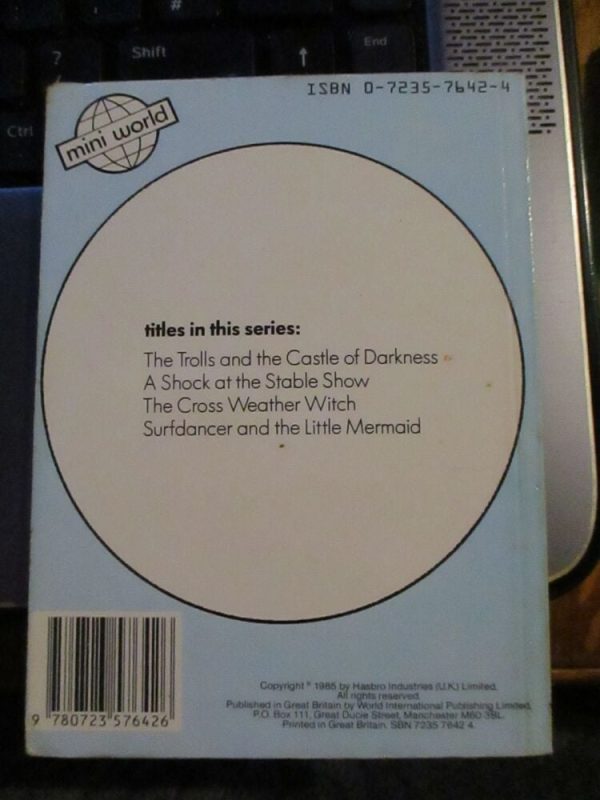 #
?
Shift
↑
End
/
Ctrl
ISBN 0-7235-7642-4
mini world
titles in this series:
The Trolls and the Castle of Darkness
A Shock at the Stable Show
The Cross Weather Witch
Surfdancer and the Little Mermaid
9 780723 576426
Copyright © 1985 by Hasbro Industries (U.K.) Limited.
All rights reserved.
Published in Great Britain by World International Publishing Limited,
P.O. Box 111, Great Ducie Street, Manchester M60 3BL.
Printed in Great Britain. SBN 7235 7642 4.